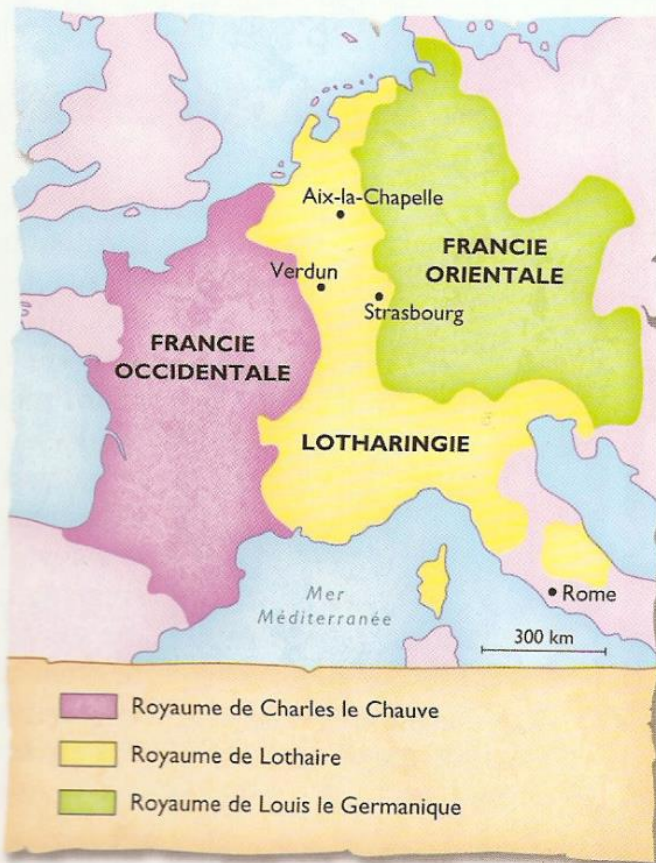 Aix-la-Chapelle
Verdun
FRANCIE
ORIENTALE
Strasbourg
FRANCIE
OCCIDENTALE
LOTHARINGIE
Mer
Méditerranée
Rome
300 km
Royaume de Charles le Chauve
Royaume de Lothaire
Royaume de Louis le Germanique